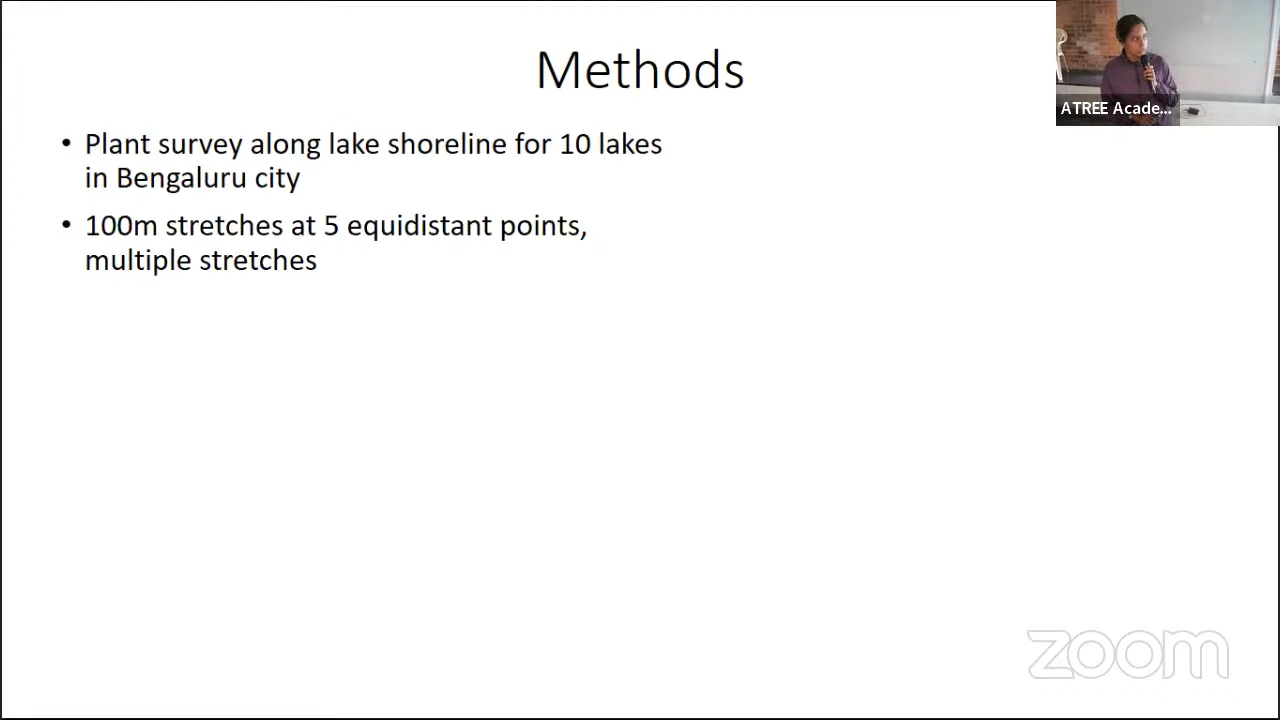 Methods
ATREE Acade...
• Plant survey along lake shoreline for 10 lakes
in Bengaluru city
• 100m stretches at 5 equidistant points,
multiple stretches
zoom